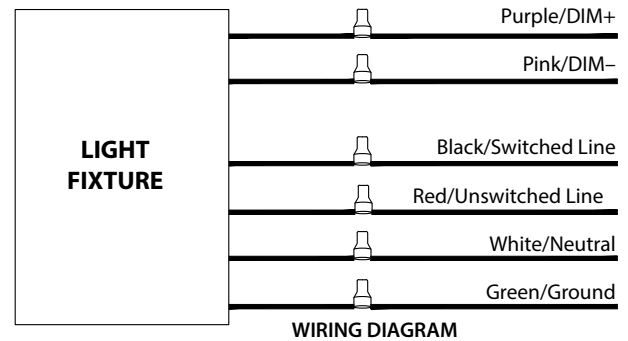 Purple/DIM+
Pink/DIM–
LIGHT
FIXTURE
Black/Switched Line
Red/Unswitched Line
White/Neutral
Green/Ground
WIRING DIAGRAM